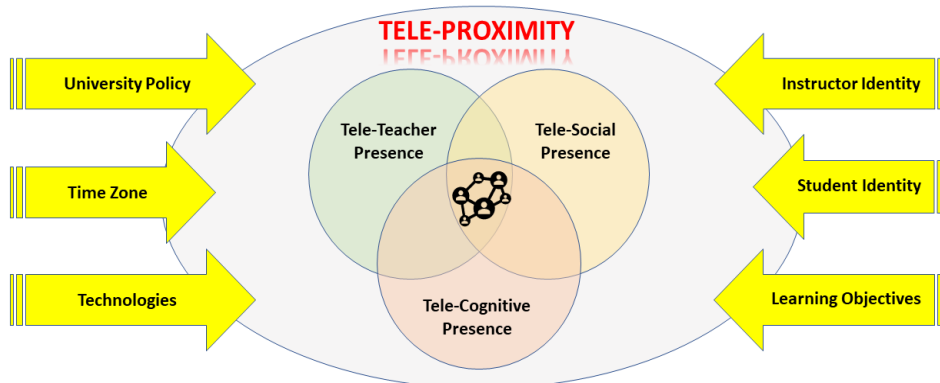 TELE-PROXIMITY
University Policy
Instructor Identity
Tele-Teacher
Presence
Tele-Social
Presence
Time Zone
Student Identity
Technologies
Learning Objectives
Tele-Cognitive
Presence